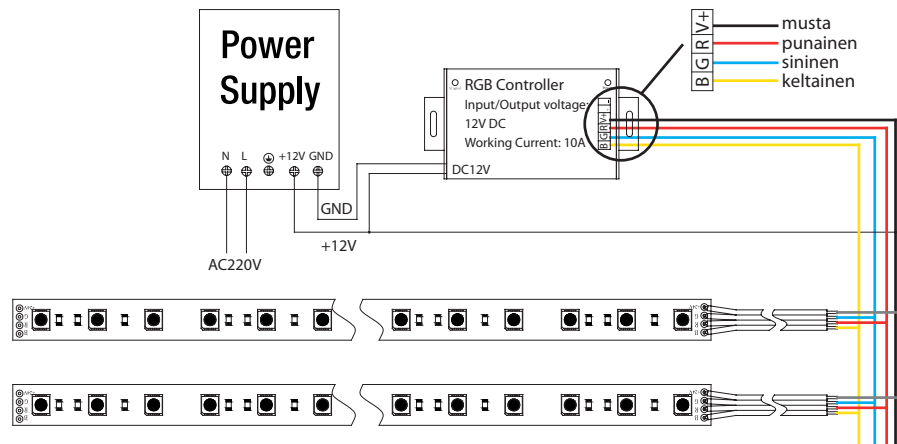 Power
Supply
N L +12V GND
GND
+12V
AC220V
RGB Controller
Input/Output voltage:
12V DC
Working Current: 10A
DC12V
B G R V+
V+ musta
R punainen
G sininen
B keltainen
G
R
B
G
R
B
G
R
B
G
R
B